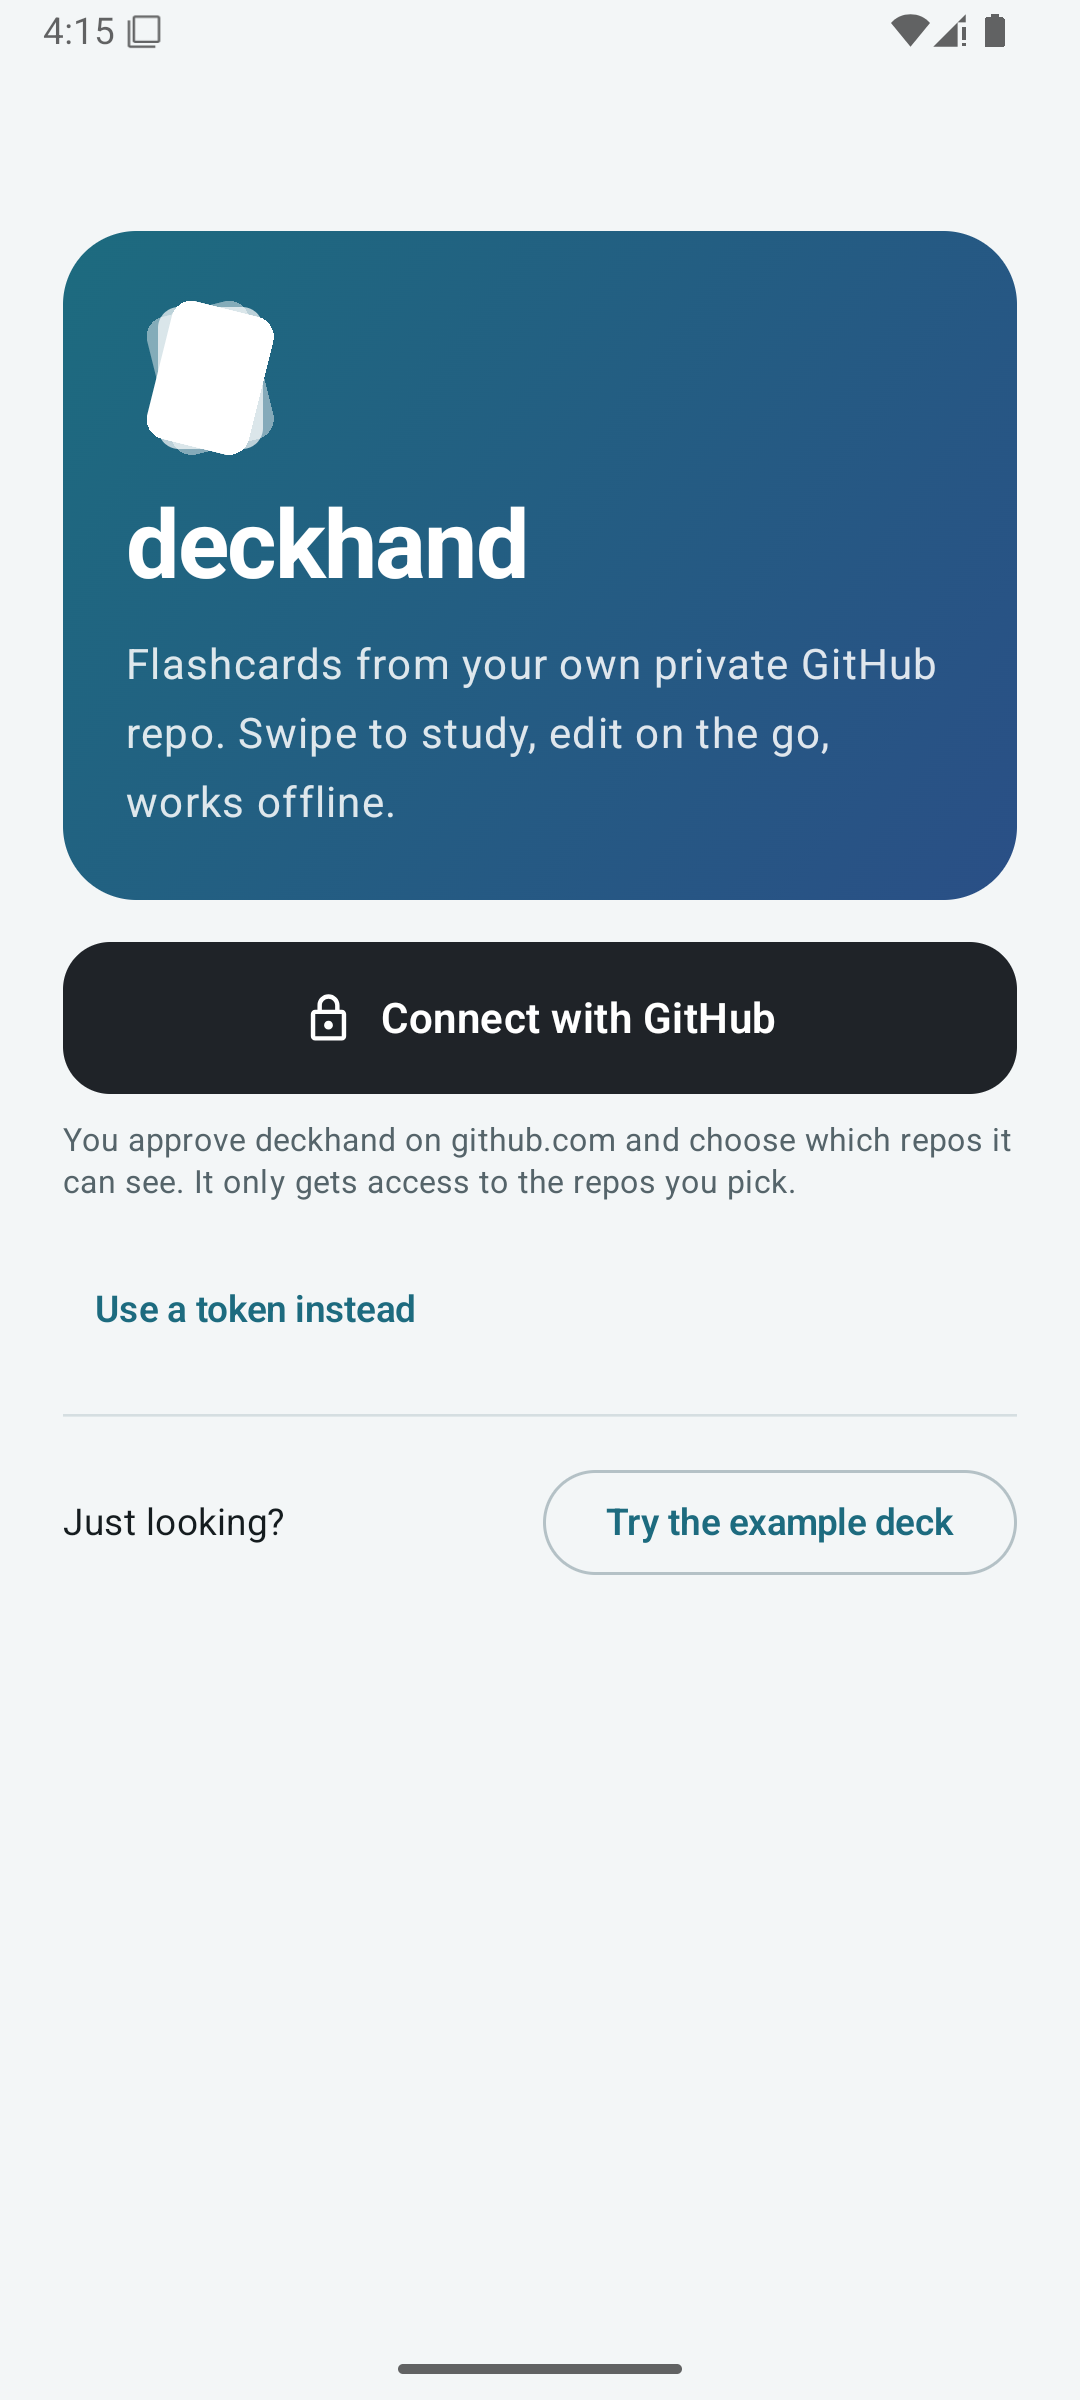 4:15
deckhand
Flashcards from your own private GitHub
repo. Swipe to study, edit on the go,
works offline.
Connect with GitHub
You approve deckhand on github.com and choose which repos it
can see. It only gets access to the repos you pick.
Use a token instead
Just looking?
Try the example deck